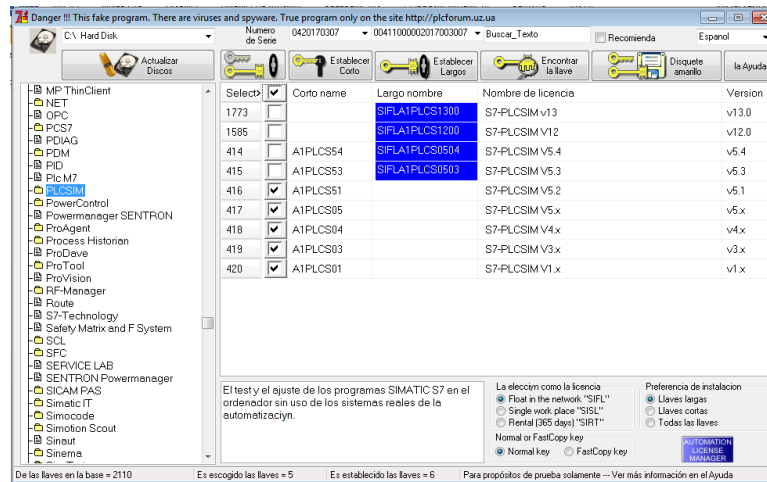 Danger !!! This fake program. There are viruses and spyware. True program only on the site http://plcforum.uz.ua
C:\ Hard Disk
Numero de Serie
0420170307
00411000002017003007
Buscar_Texto
Recomienda
Espanol
Actualizar Discos
Establecer Corto
Establecer Largos
Encontrar la llave
Disquete amarillo
la Ayuda
MP ThinClient
NET
OPC
PCS7
PDIAG
PDM
PID
Plc M7
PLCSIM
PowerControl
Powermanager SENTRON
ProAgent
Process Historian
ProDave
ProTool
ProVision
RF-Manager
Route
S7-Technology
Safety Matrix and F System
SCL
SFC
SERVICE LAB
SENTRON Powermanager
SICAM PAS
Simatic IT
Simocode
Simotion Scout
Sinaut
Sinema
Select> Corto name Largo nombre Nombre de licencia Version
1773 SIFLA1PLCS1300 S7-PLCSIM v13 v13.0
1585 SIFLA1PLCS1200 S7-PLCSIM V12 v12.0
414 A1PLCS54 SIFLA1PLCS0504 S7-PLCSIM V5.4 v5.4
415 A1PLCS53 SIFLA1PLCS0503 S7-PLCSIM V5.3 v5.3
416 A1PLCS51 S7-PLCSIM V5.2 v5.1
417 A1PLCS05 S7-PLCSIM V5.x v5.x
418 A1PLCS04 S7-PLCSIM V4.x v4.x
419 A1PLCS03 S7-PLCSIM V3.x v3.x
420 A1PLCS01 S7-PLCSIM V1.x v1.x
El test y el ajuste de los programas SIMATIC S7 en el
ordenador sin uso de los sistemas reales de la
automatizaciyn.
La elecciyn como la licencia
Float in the network "SIFL"
Single work place "SISL"
Rental (365 days) "SIRT"
Normal or FastCopy key
Normal key FastCopy key
Preferencia de instalacion
Llaves largas
Llaves cortas
Todas las llaves
AUTOMATION
LICENSE
MANAGER
De las llaves en la base = 2110 Es escogido las llaves = 5 Es establecido las llaves = 6 Para propósitos de prueba solamente --- Ver más información en el Ayuda